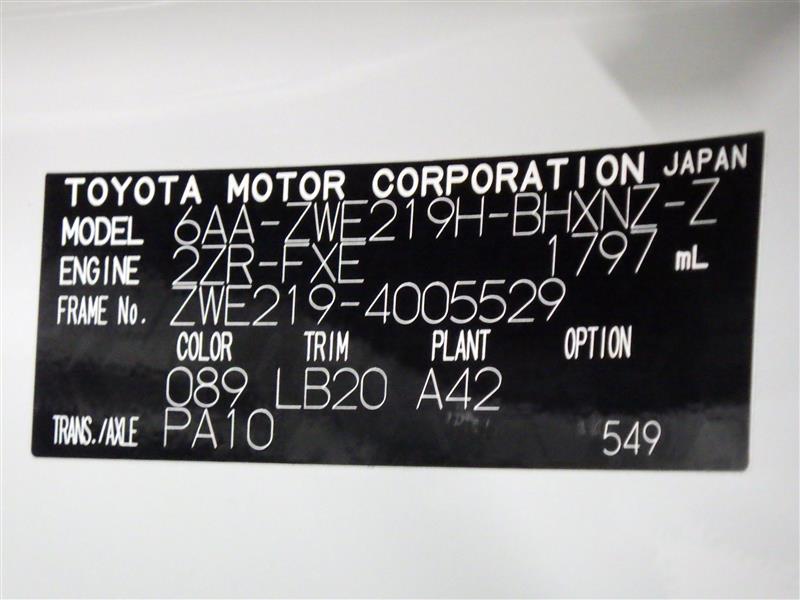 TOYOTA MOTOR CORPORATION JAPAN
MODEL 6AA-ZWE219H-BHXNZ-Z
ENGINE 2ZR-FXE 1797 mL
FRAME No. ZWE219-4005529
COLOR TRIM PLANT OPTION
089 LB20 A42
TRANS./AXLE PA10 549